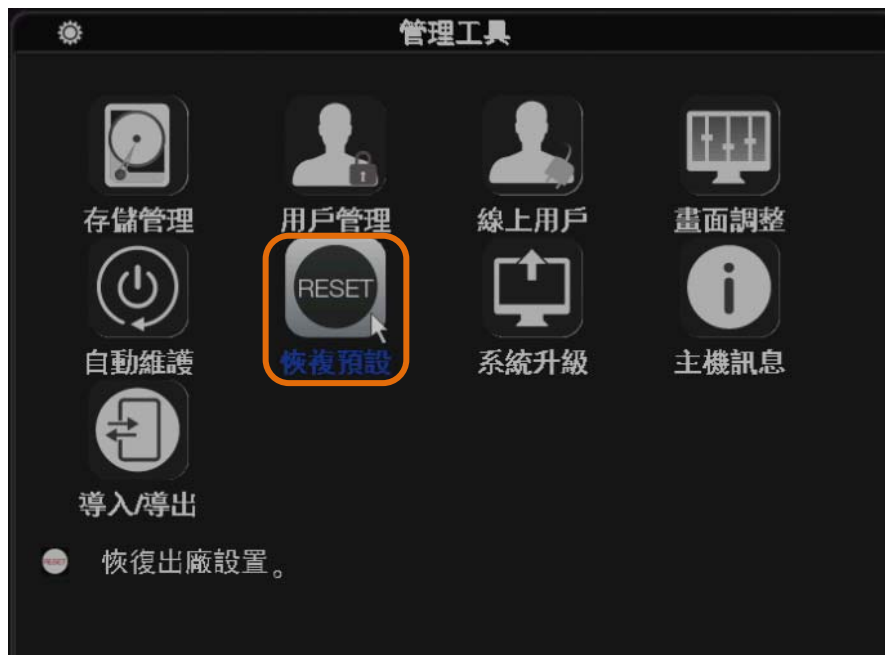 管理工具
存儲管理 用戶管理 線上用戶 畫面調整
RESET
自動維護 恢複預設 系統升級 主機訊息
導入/導出
RESET 恢復出廠設置。